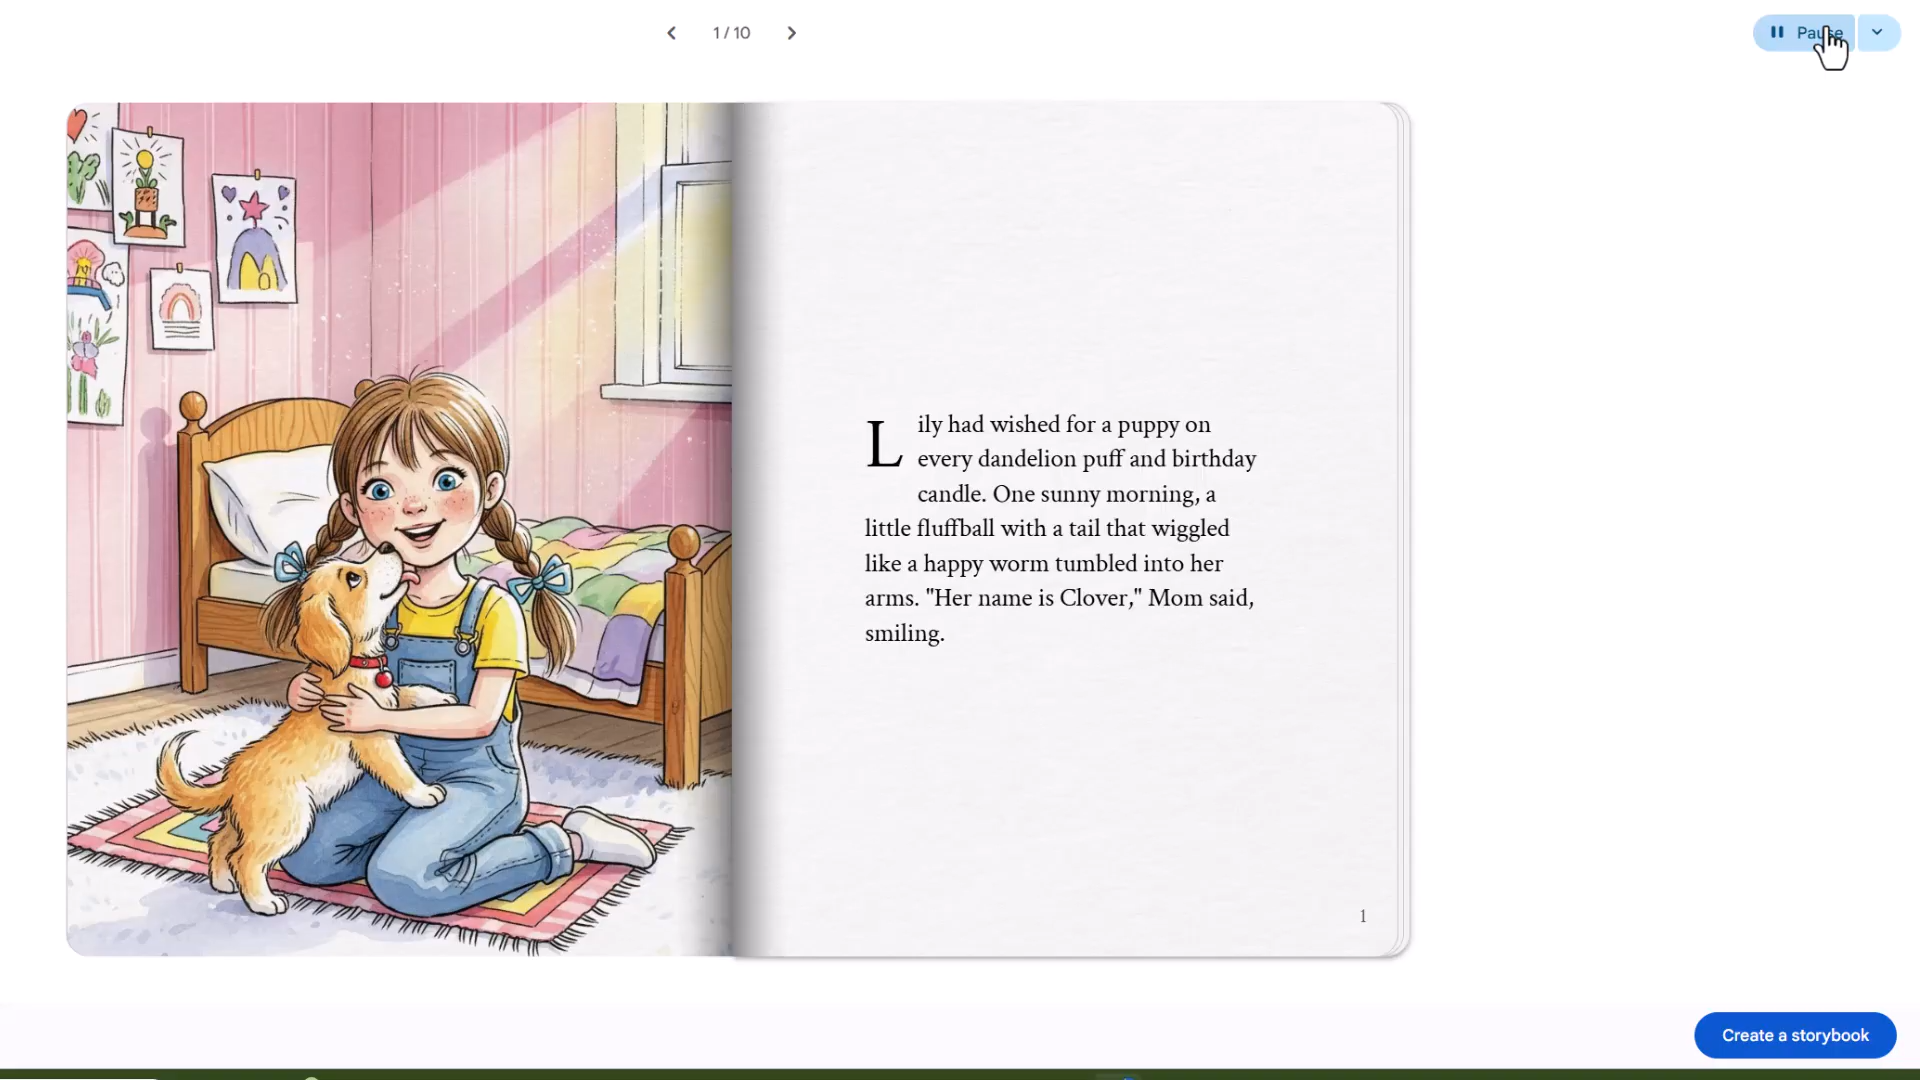 1 / 10
Pause
Lily had wished for a puppy on
every dandelion puff and birthday
candle. One sunny morning, a
little fluffball with a tail that wiggled
like a happy worm tumbled into her
arms. "Her name is Clover," Mom said,
smiling.
1
Create a storybook